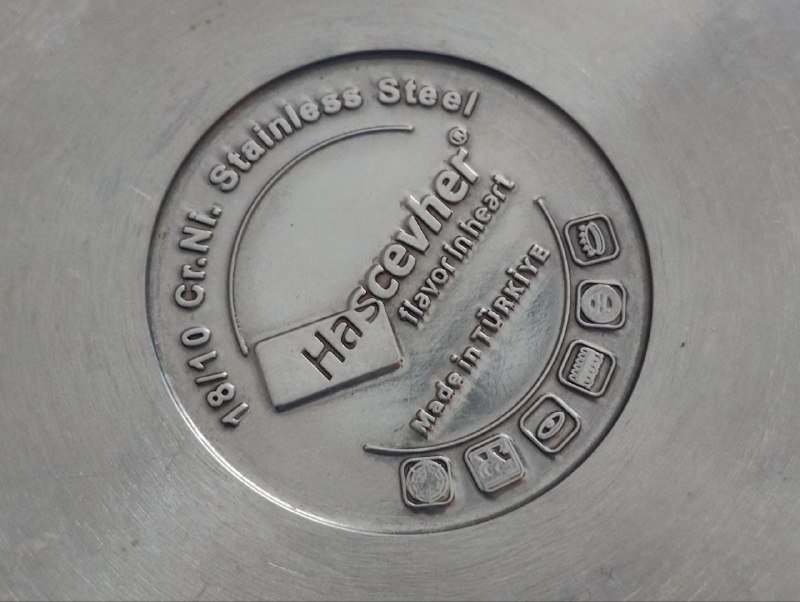 18/10 Cr.Ni. Stainless Steel
Hascevher®
flavor in heart
Made in TÜRKİYE